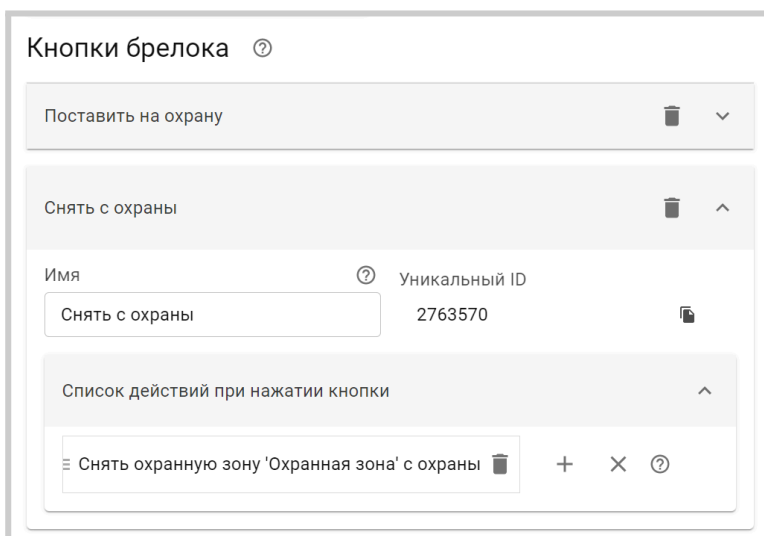 Кнопки брелока
Поставить на охрану
Снять с охраны
Имя
Уникальный ID
Снять с охраны
2763570
Список действий при нажатии кнопки
Снять охранную зону 'Охранная зона' с охраны